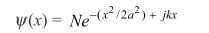 ψ(x) = Ne^{-(x²/2a²) + jkx}